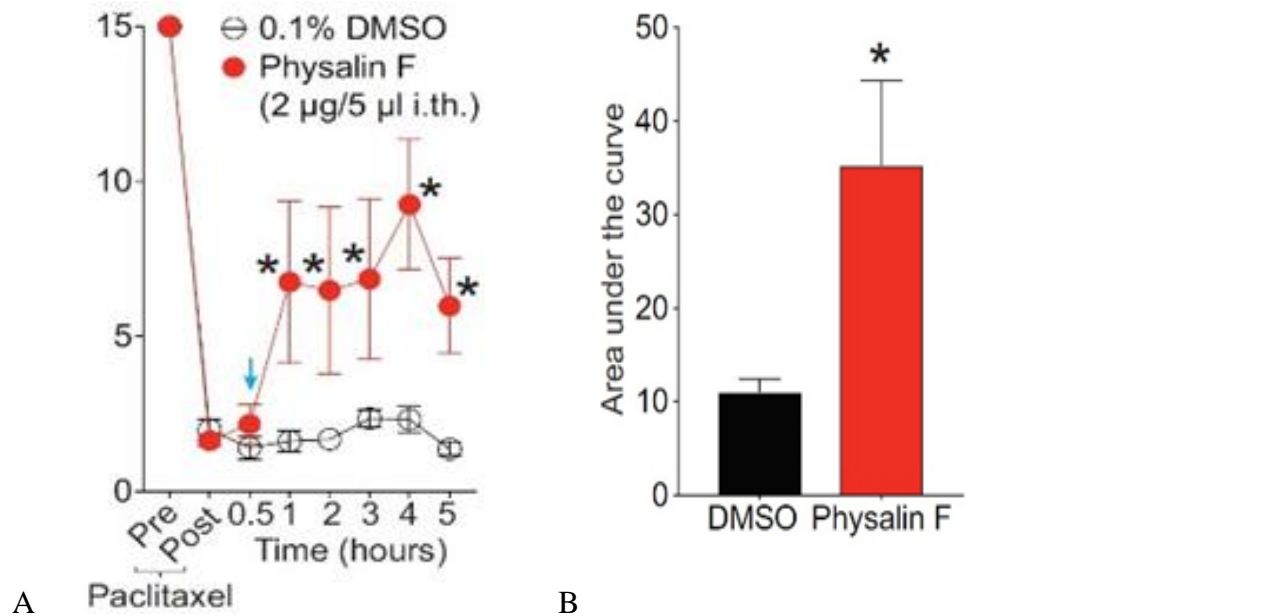 15
0.1% DMSO
Physalin F
(2 µg/5 µl i.th.)
10
*
*
*
*
*
5
0
Pre
Post
0.5 1 2 3 4 5
Time (hours)
Paclitaxel
A
50
*
40
30
20
10
0
Area under the curve
DMSO Physalin F
B